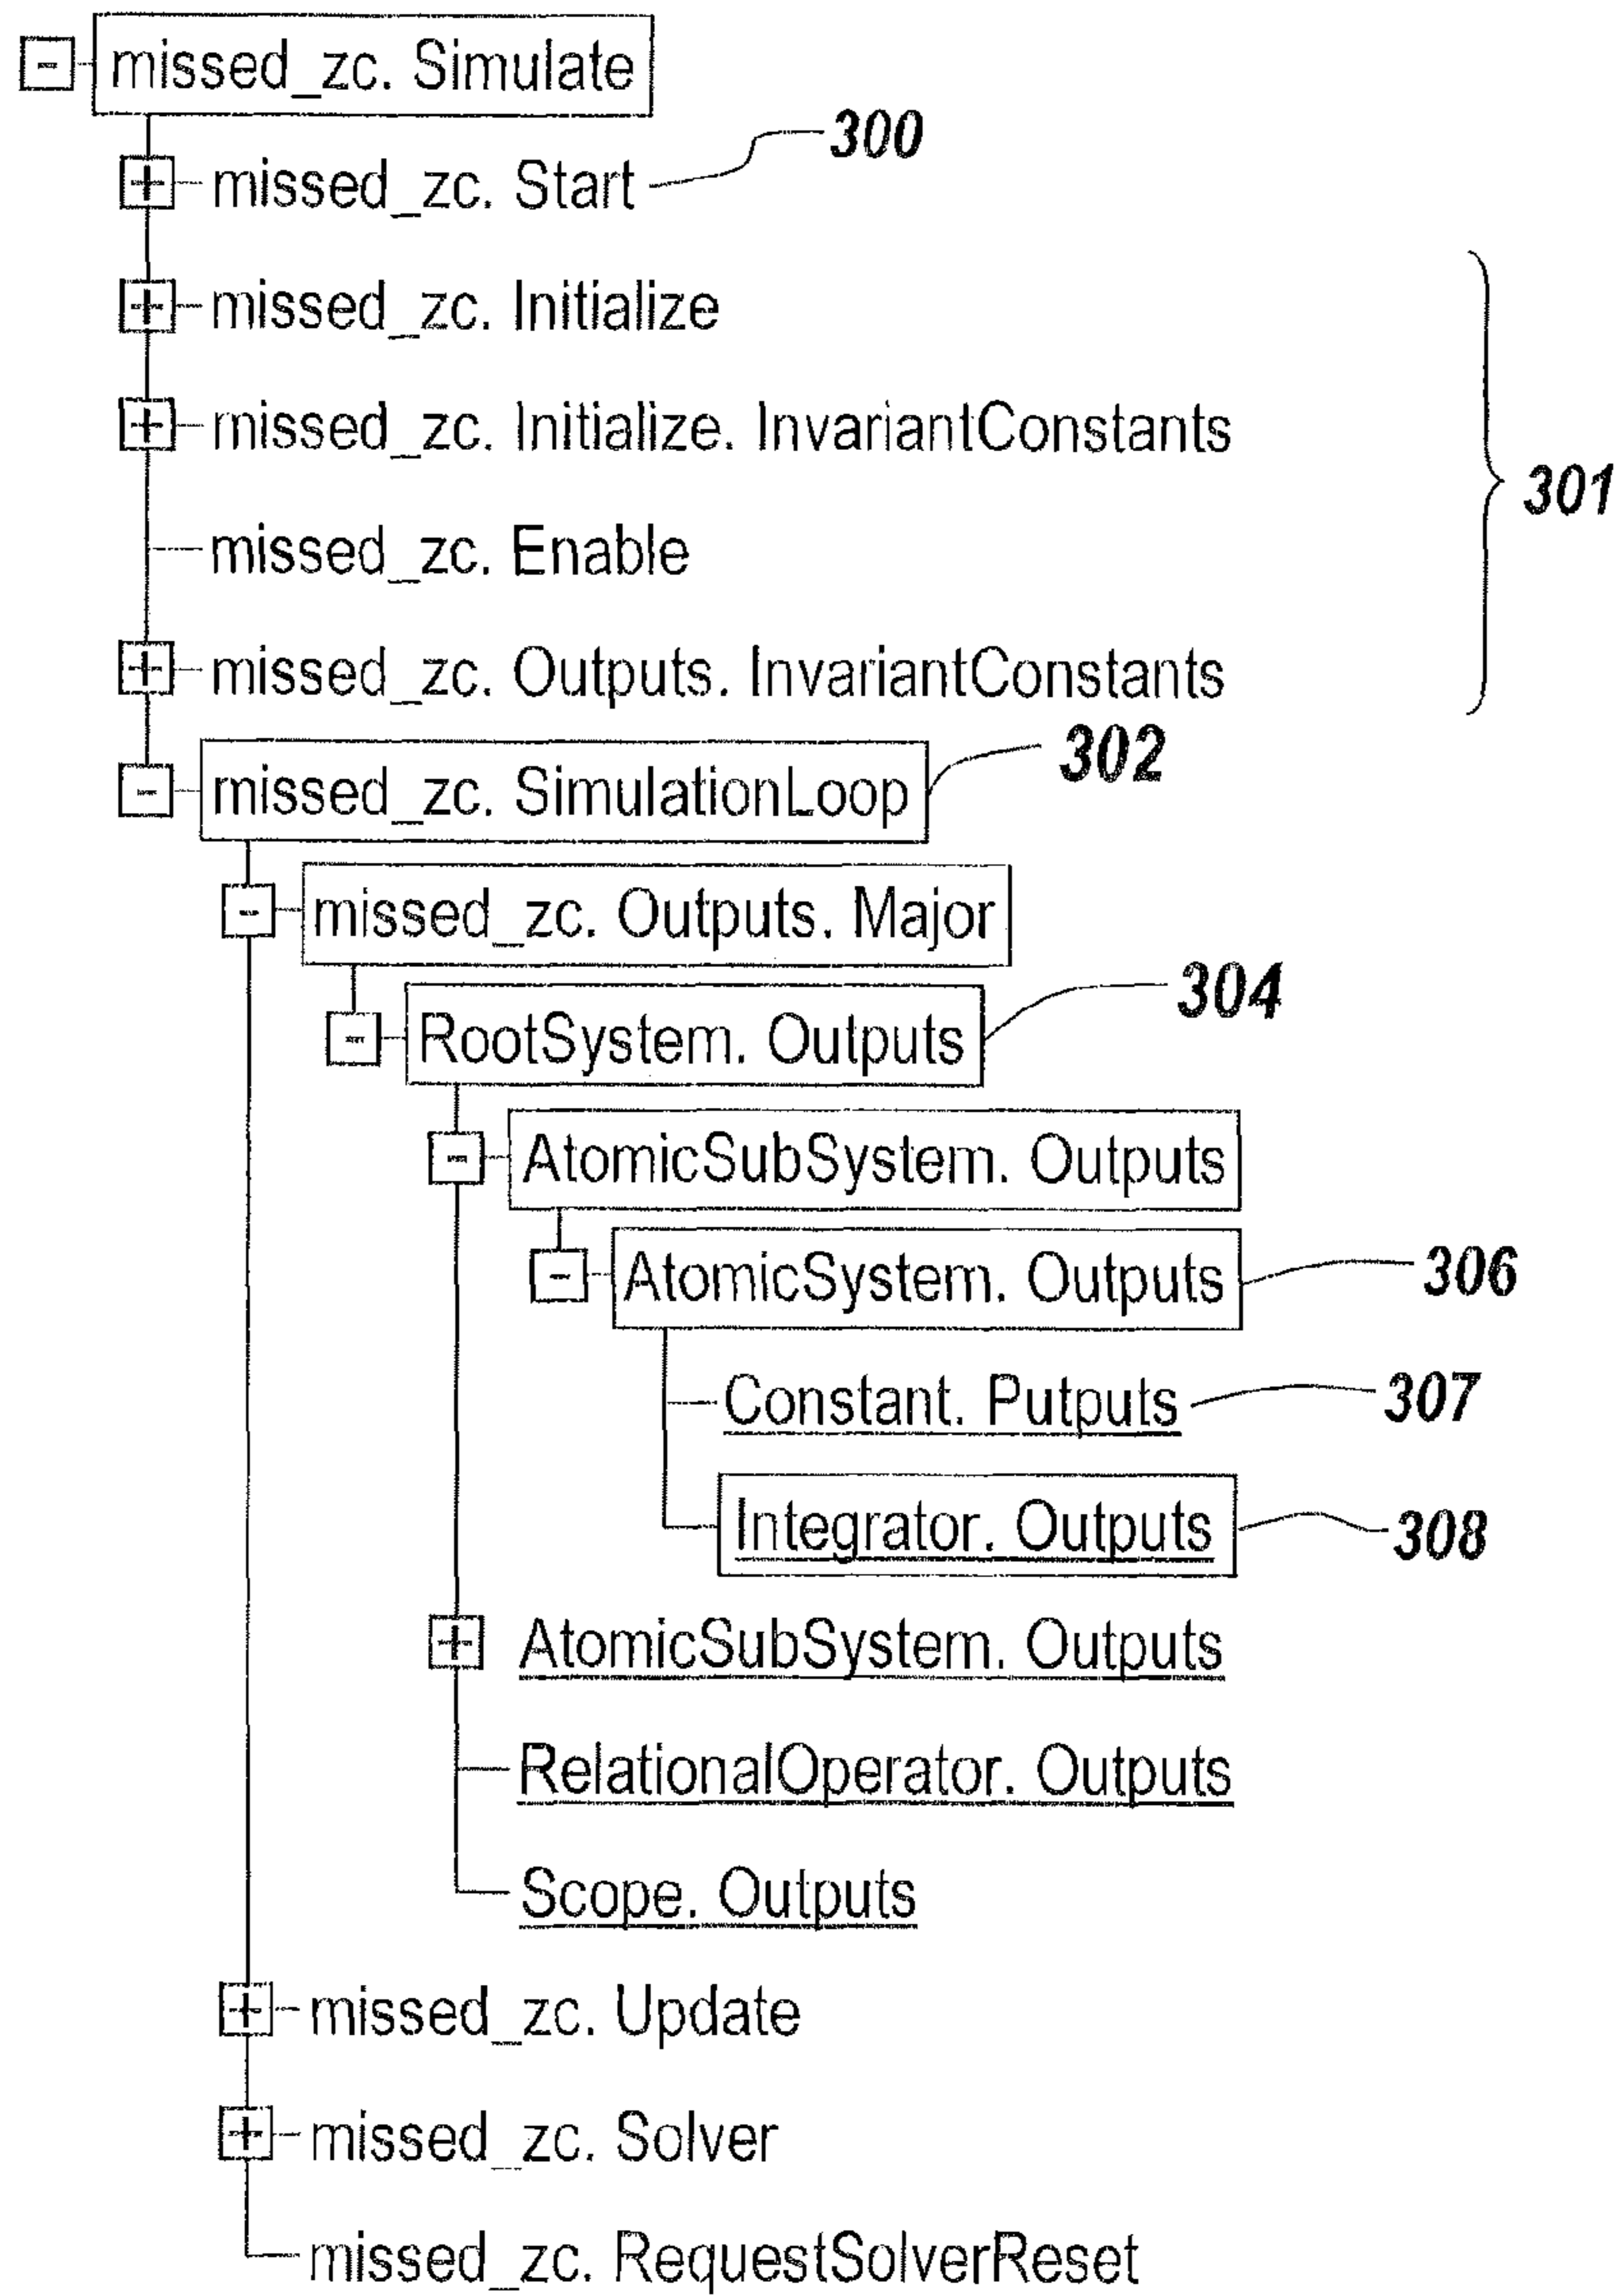 missed_zc. Simulate
missed_zc. Start 300
missed_zc. Initialize
missed_zc. Initialize. InvariantConstants
301
missed_zc. Enable
missed_zc. Outputs. InvariantConstants
missed_zc. SimulationLoop 302
missed_zc. Outputs. Major
RootSystem. Outputs 304
AtomicSubSystem. Outputs
AtomicSystem. Outputs 306
Constant. Putputs 307
Integrator. Outputs 308
AtomicSubSystem. Outputs
RelationalOperator. Outputs
Scope. Outputs
missed_zc. Update
missed_zc. Solver
missed_zc. RequestSolverReset